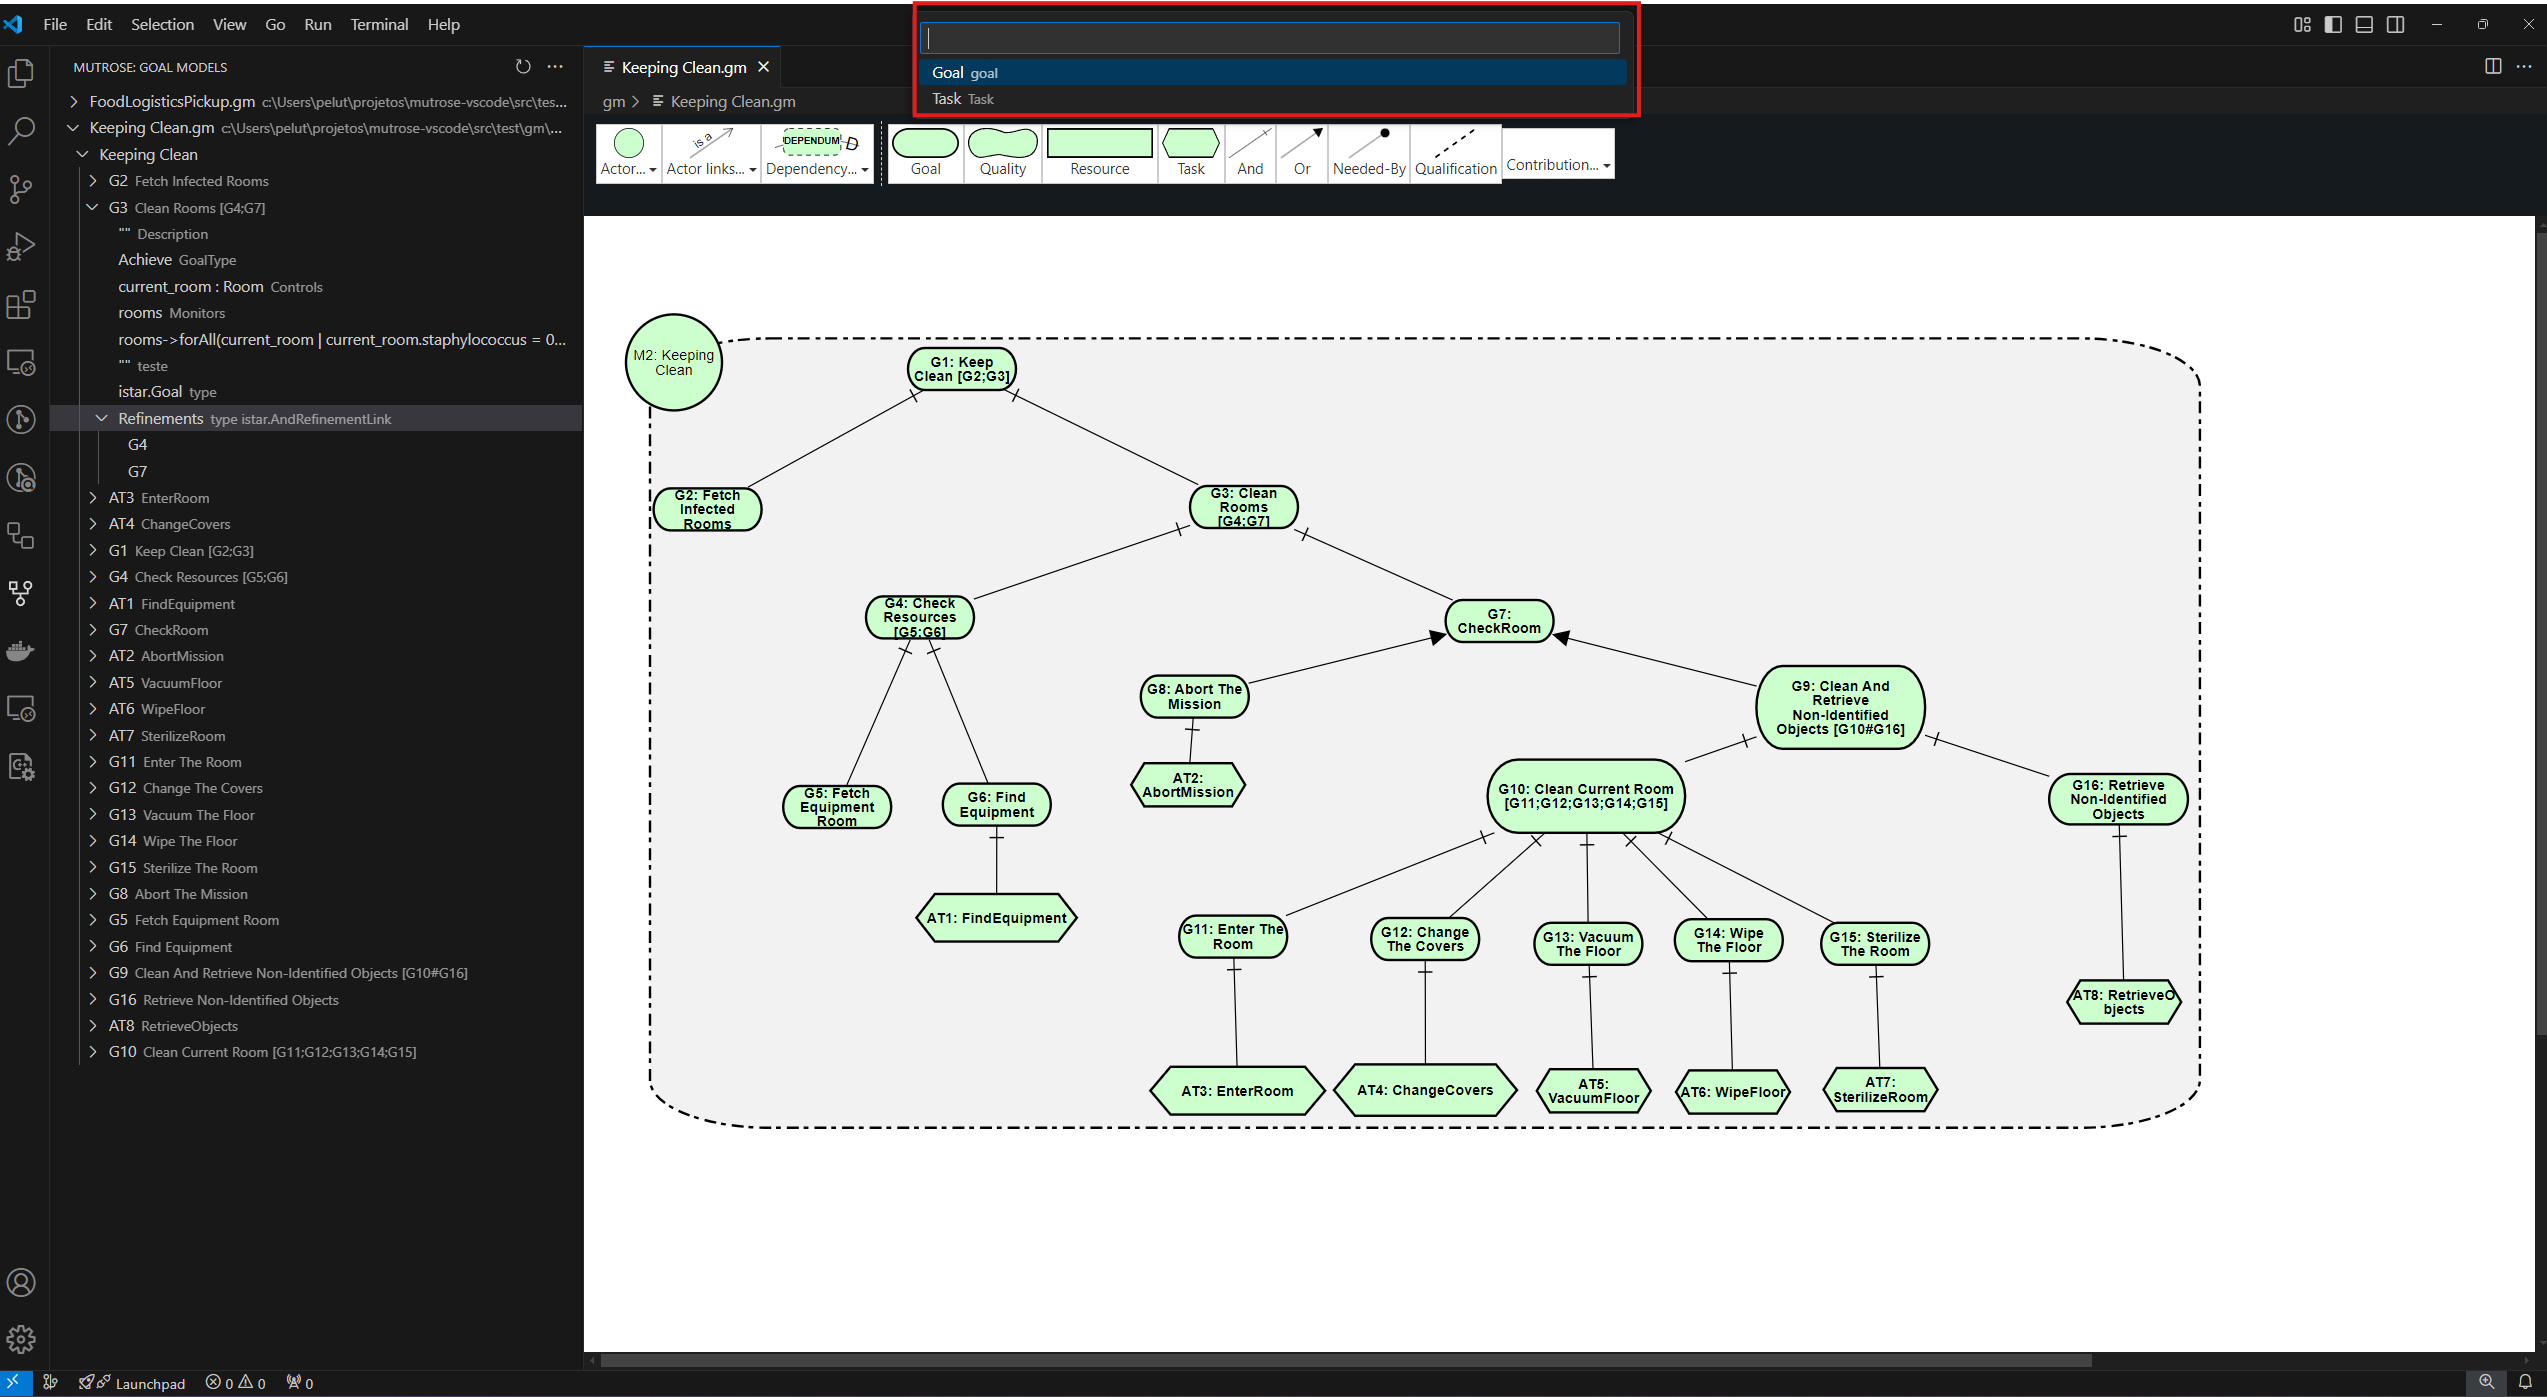 File Edit Selection View Go Run Terminal Help
Goal goal
Task Task
MUTROSE: GOAL MODELS
FoodLogisticsPickup.gm c:\Users\pelut\projetos\mutrose-vscode\src\tes...
Keeping Clean.gm c:\Users\pelut\projetos\mutrose-vscode\src\test\gm\...
Keeping Clean
G2 Fetch Infected Rooms
G3 Clean Rooms [G4;G7]
"" Description
Achieve GoalType
current_room : Room Controls
rooms Monitors
rooms->forAll(current_room | current_room.staphylococcus = 0...
"" teste
istar.Goal type
Refinements type istar.AndRefinementLink
G4
G7
AT3 EnterRoom
AT4 ChangeCovers
G1 Keep Clean [G2;G3]
G4 Check Resources [G5;G6]
AT1 FindEquipment
G7 CheckRoom
AT2 AbortMission
AT5 VacuumFloor
AT6 WipeFloor
AT7 SterilizeRoom
G11 Enter The Room
G12 Change The Covers
G13 Vacuum The Floor
G14 Wipe The Floor
G15 Sterilize The Room
G8 Abort The Mission
G5 Fetch Equipment Room
G6 Find Equipment
G9 Clean And Retrieve Non-Identified Objects [G10#G16]
G16 Retrieve Non-Identified Objects
AT8 RetrieveObjects
G10 Clean Current Room [G11;G12;G13;G14;G15]
Keeping Clean.gm
gm > Keeping Clean.gm
is a
DEPENDUM D
Actor... Actor links... Dependency... Goal Quality Resource Task And Or Needed-By Qualification Contribution...
M2: Keeping
Clean
G1: Keep
Clean [G2;G3]
G2: Fetch
Infected
Rooms
G3: Clean
Rooms
[G4;G7]
G4: Check
Resources
[G5;G6]
G7:
CheckRoom
G8: Abort The
Mission
G9: Clean And
Retrieve
Non-Identified
Objects [G10#G16]
AT2:
AbortMission
G10: Clean Current Room
[G11;G12;G13;G14;G15]
G16: Retrieve
Non-Identified
Objects
G5: Fetch
Equipment
Room
G6: Find
Equipment
AT1: FindEquipment
G11: Enter The
Room
G12: Change
The Covers
G13: Vacuum
The Floor
G14: Wipe
The Floor
G15: Sterilize
The Room
AT8: RetrieveO
bjects
AT3: EnterRoom
AT4: ChangeCovers
AT5:
VacuumFloor
AT6: WipeFloor
AT7:
SterilizeRoom
Launchpad 0 0 0